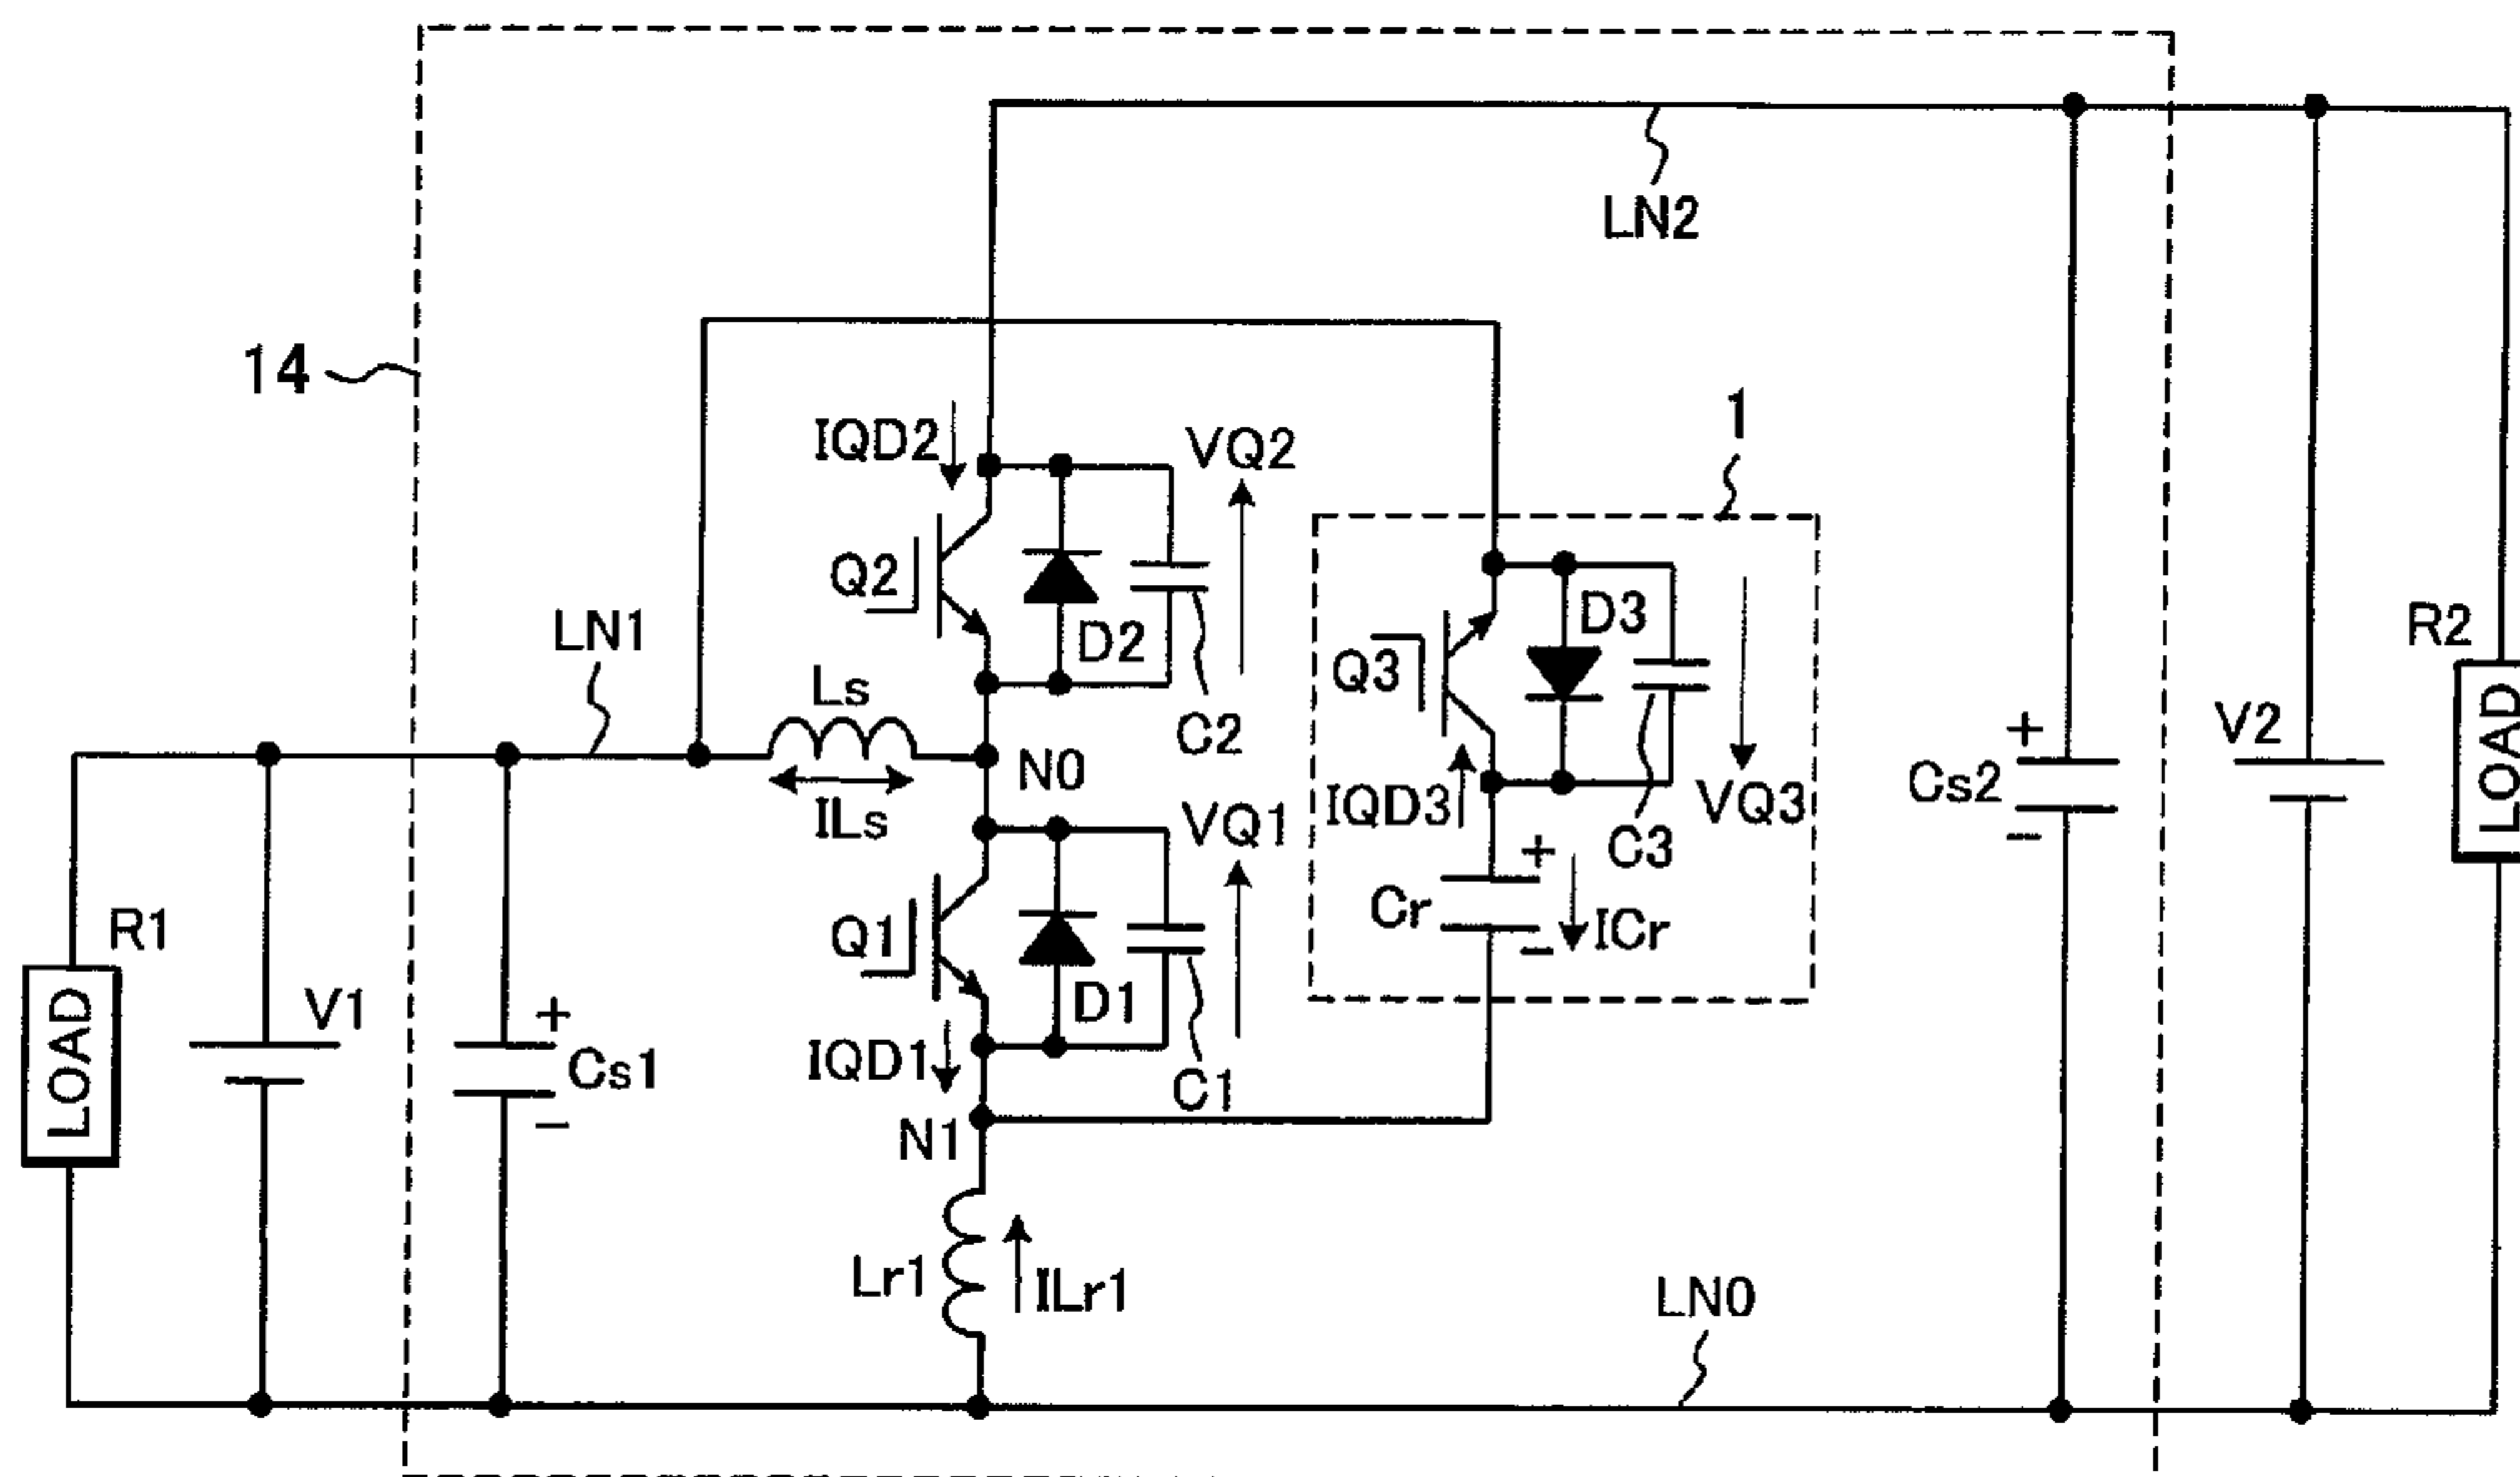 LN2
14
1
IQD2
VQ2
Q2
D2
C2
LN1
Ls
N0
ILs
Q3
D3
IQD3
C3
VQ3
Cr
+
−
ICr
VQ1
Q1
D1
IQD1
C1
N1
Lr1
ILr1
LN0
R1
LOAD
V1
+
Cs1
−
+
Cs2
−
V2
R2
LOAD